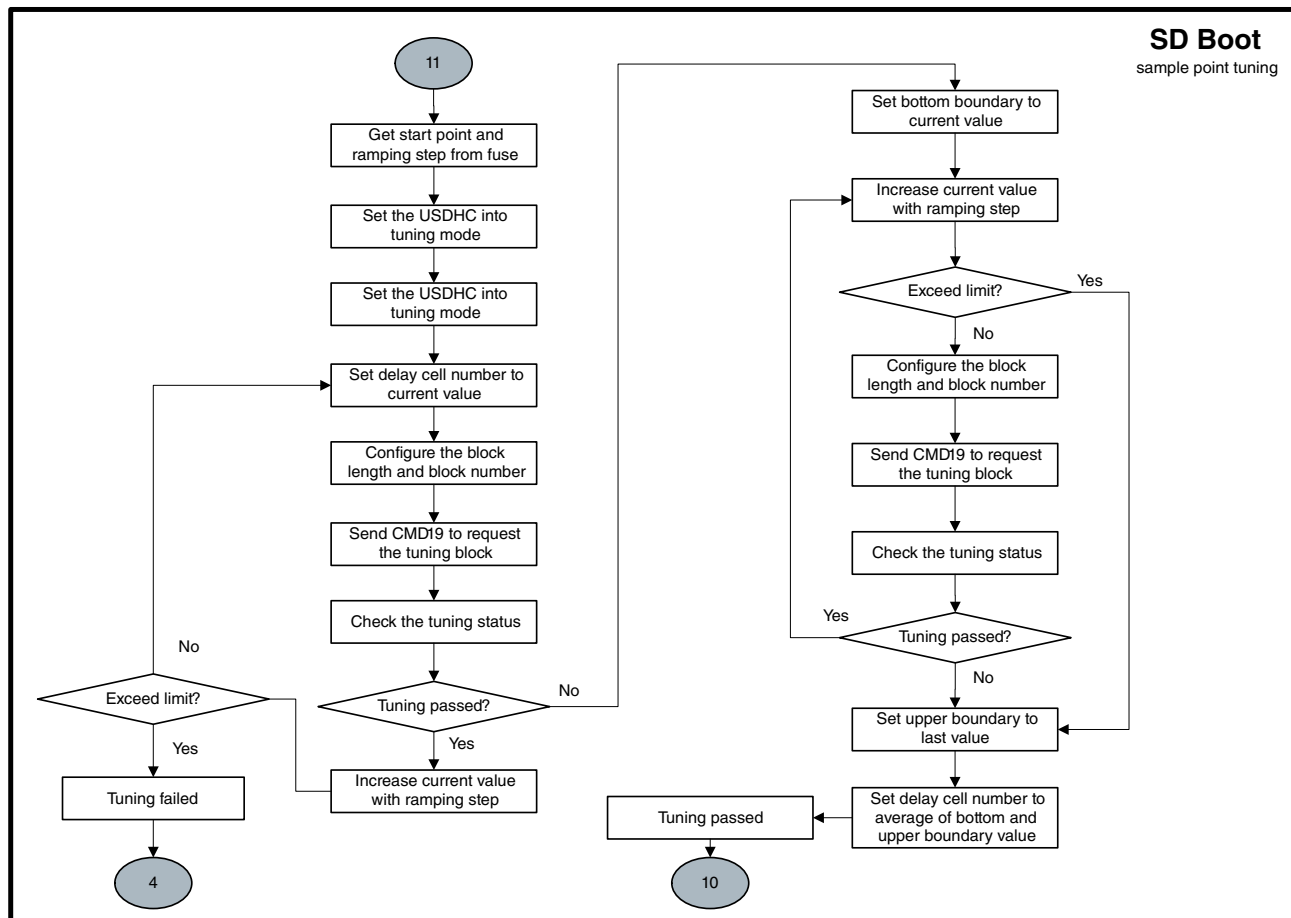 SD Boot
sample point tuning
11
Get start point and
ramping step from fuse
Set the USDHC into
tuning mode
Set the USDHC into
tuning mode
Set delay cell number to
current value
Configure the block
length and block number
Send CMD19 to request
the tuning block
Check the tuning status
Tuning passed?
No
Yes
Increase current value
with ramping step
Exceed limit?
No
Yes
Tuning failed
4
Set bottom boundary to
current value
Increase current value
with ramping step
Exceed limit?
Yes
No
Configure the block
length and block number
Send CMD19 to request
the tuning block
Check the tuning status
Yes
Tuning passed?
No
Set upper boundary to
last value
Set delay cell number to
average of bottom and
upper boundary value
Tuning passed
10